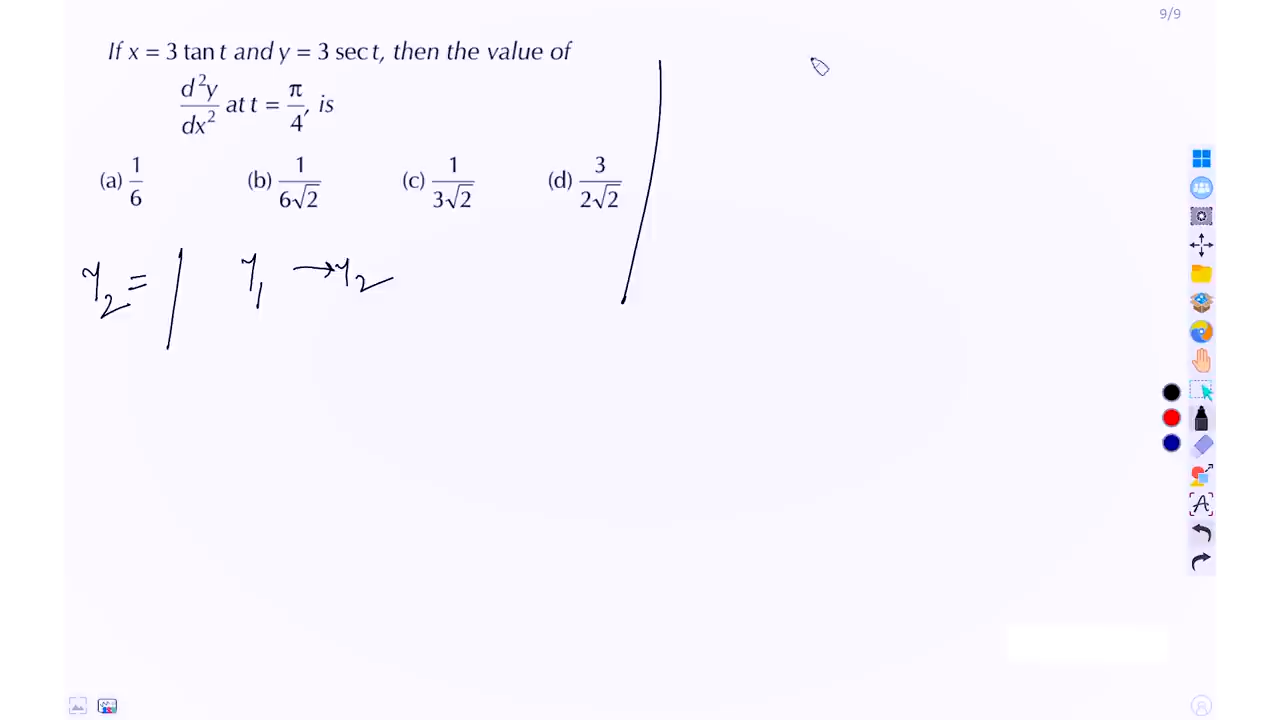 9/9
If x = 3 tan t and y = 3 sec t, then the value of
d²y/dx² at t = π/4, is
(a) 1/6 (b) 1/(6√2) (c) 1/(3√2) (d) 3/(2√2)
y₂ = | y₁ → y₂